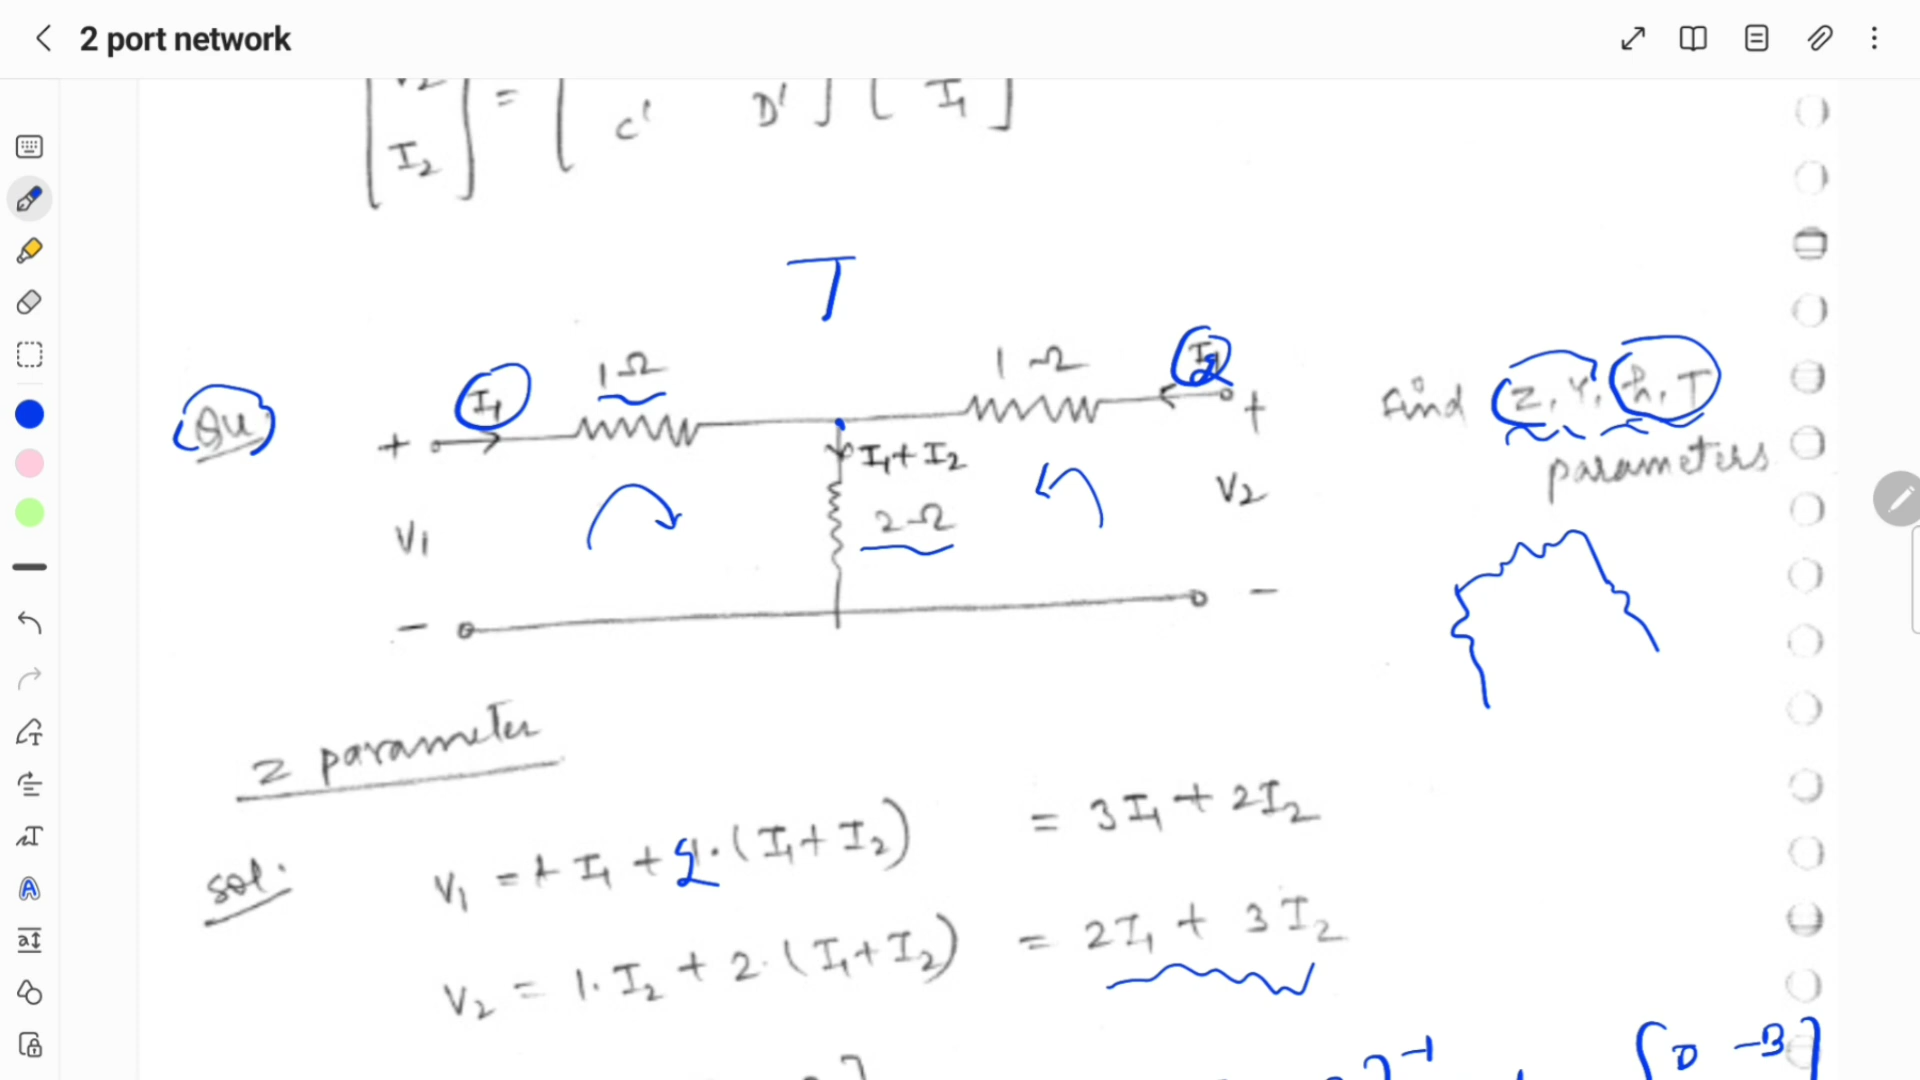 2 port network
I2 = C' D' I1
T
Qu
I1
1Ω
1Ω
I2
Find Z, Y, h, T
parameters
+
+
I1+I2
V1
2Ω
V2
-
-
Z parameter
Sol.
V1 = 1 I1 + 2.(I1+I2) = 3I1 + 2I2
V2 = 1.I2 + 2.(I1+I2) = 2I1 + 3I2
-1
D -B